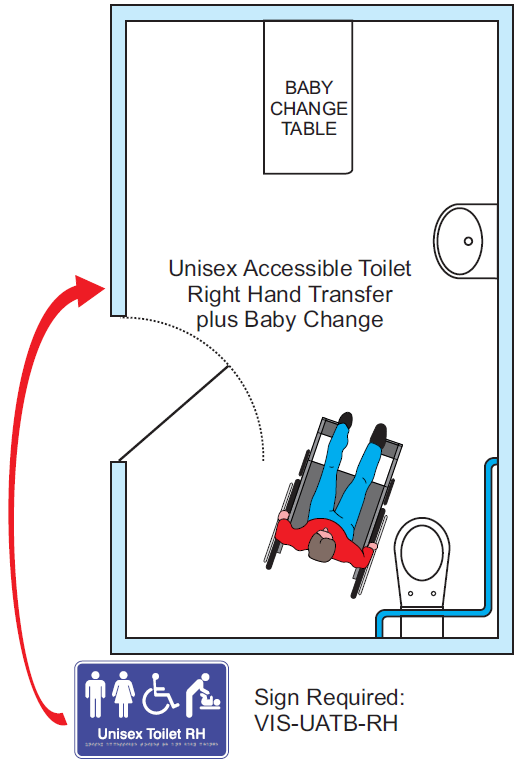 BABY
CHANGE
TABLE
Unisex Accessible Toilet
Right Hand Transfer
plus Baby Change
Unisex Toilet RH
Sign Required:
VIS-UATB-RH